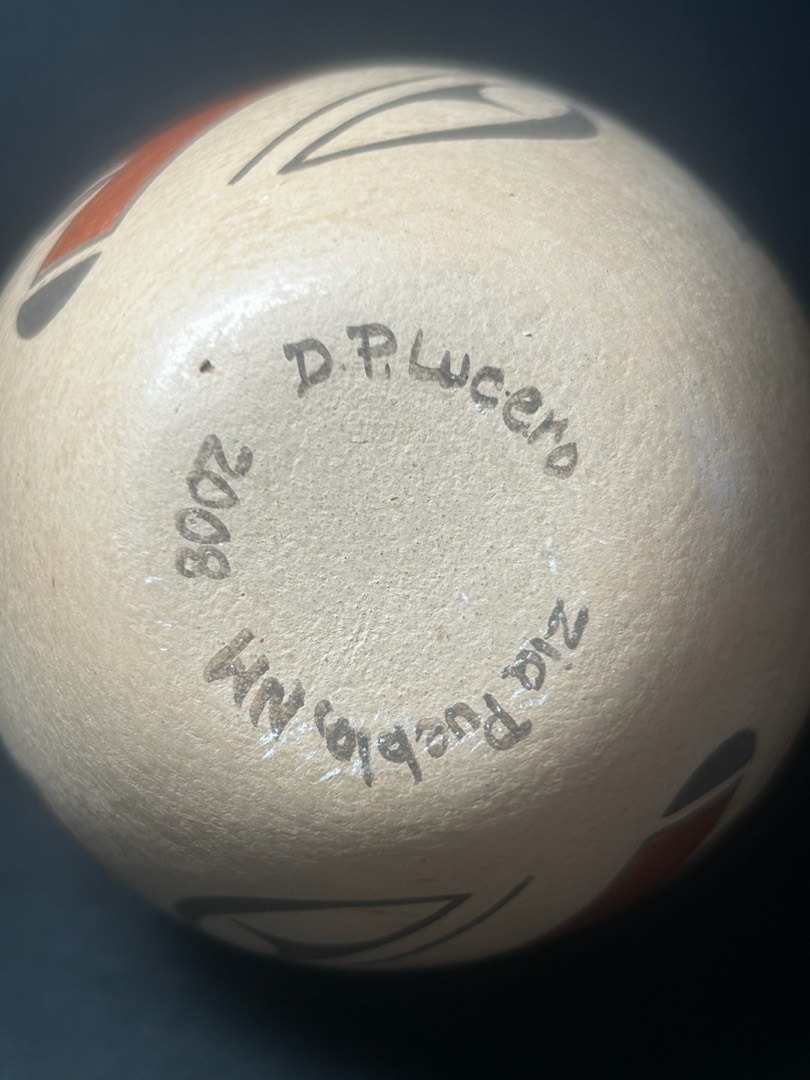 D.P. Lucero
Zia Pueblo, NM
2008